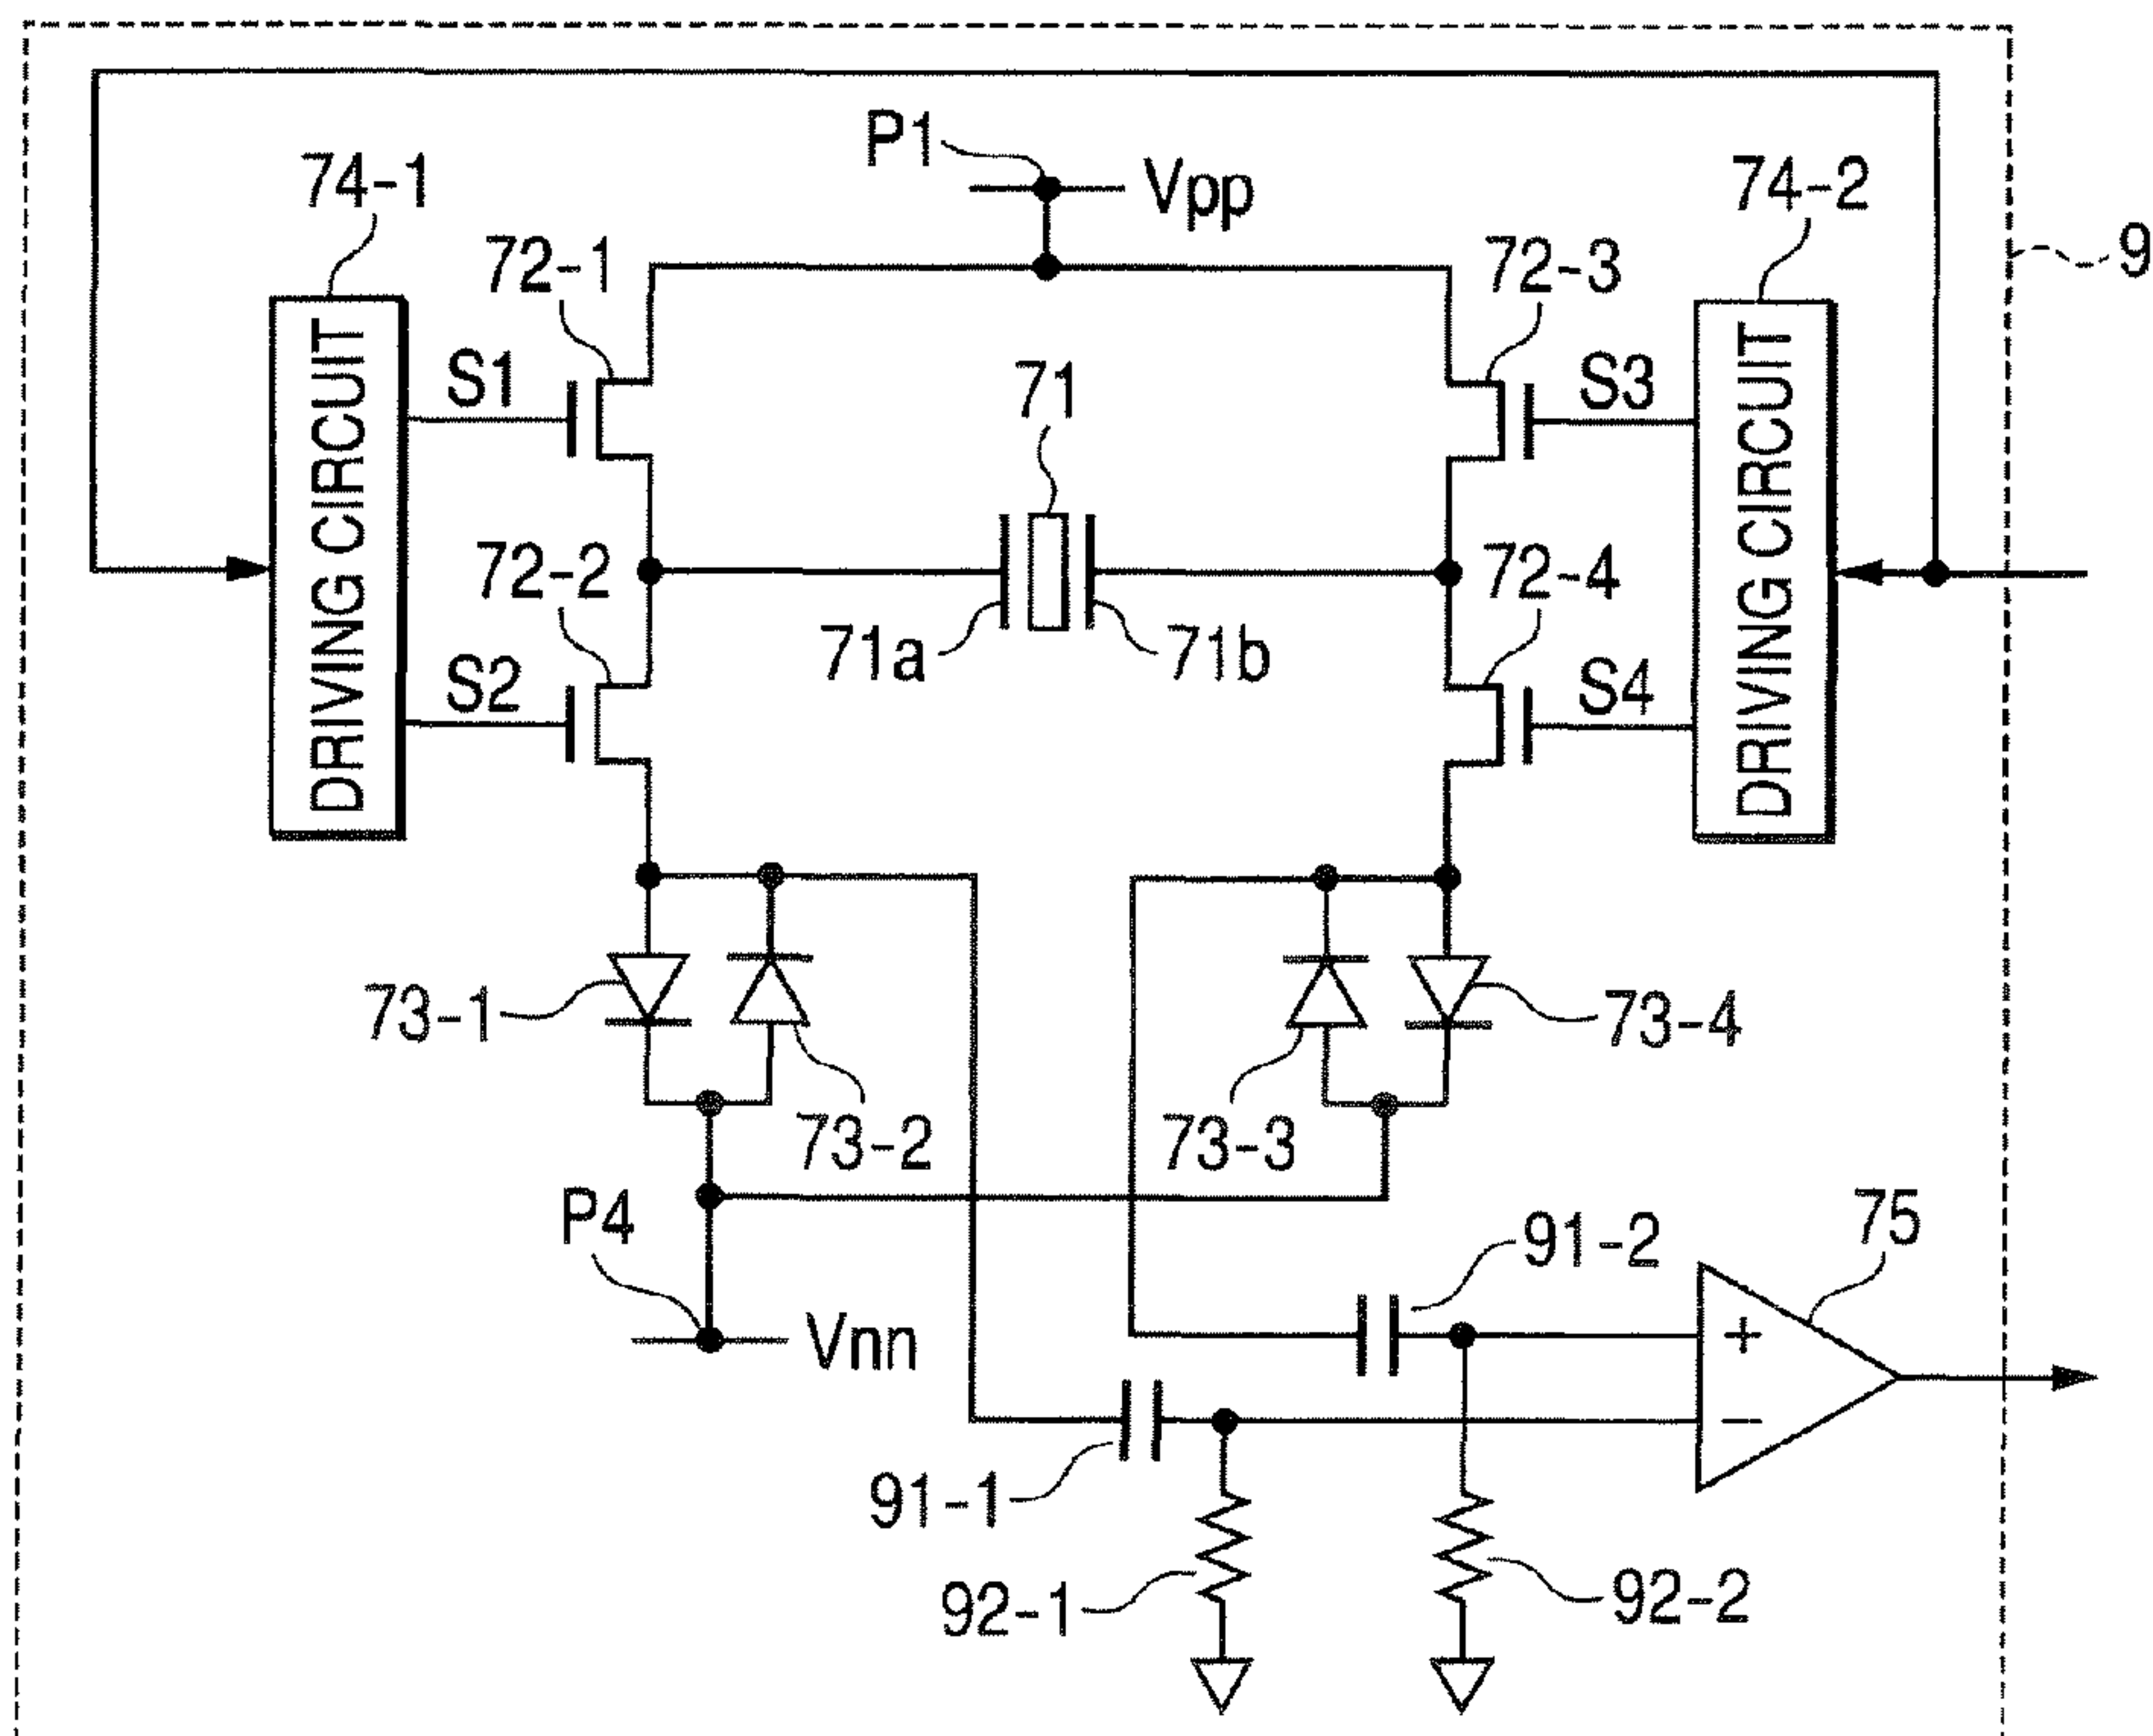 P1
Vpp
74-1
74-2
72-1
72-3
9
S1
S3
71
DRIVING CIRCUIT
DRIVING CIRCUIT
72-2
72-4
71a
71b
S2
S4
73-1
73-4
73-2
73-3
P4
91-2
75
Vnn
+
−
91-1
92-1
92-2